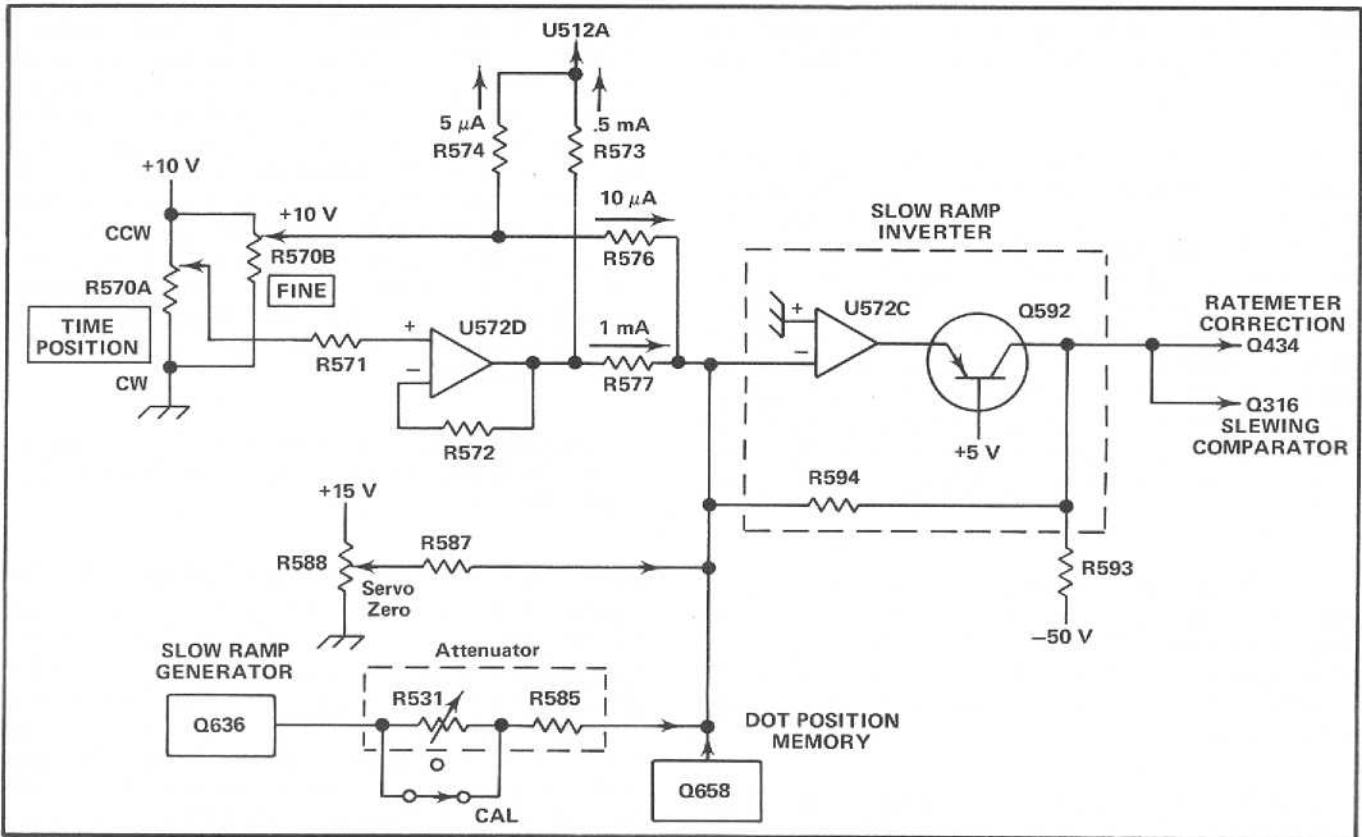 U512A
5 μA
R574
.5 mA
R573
+10 V
CCW
+10 V
R570B
FINE
R570A
TIME
POSITION
CW
10 μA
R576
R571
+
−
U572D
R572
1 mA
R577
SLOW RAMP
INVERTER
+
−
U572C
Q592
+5 V
R594
RATEMETER
CORRECTION
Q434
Q316
SLEWING
COMPARATOR
R593
−50 V
+15 V
R588
R587
Servo
Zero
SLOW RAMP
GENERATOR
Q636
Attenuator
R531
R585
CAL
DOT POSITION
MEMORY
Q658